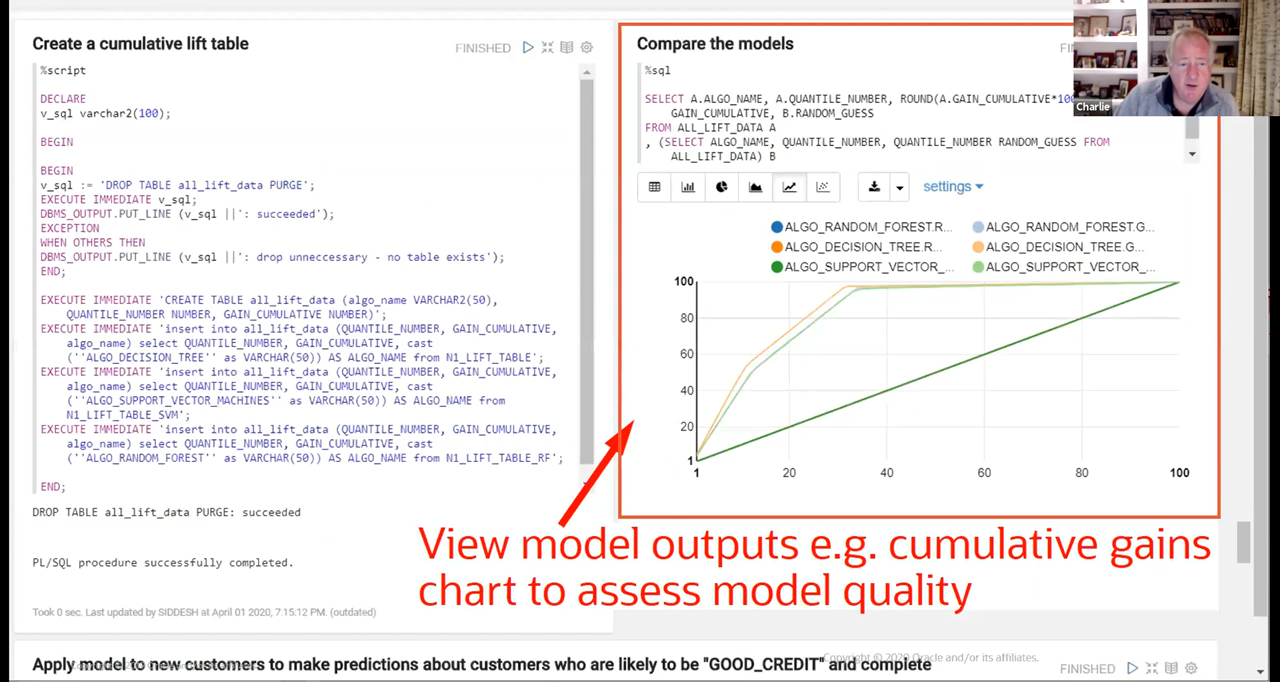 Create a cumulative lift table
FINISHED
%script
DECLARE
v_sql varchar2(100);
BEGIN
BEGIN
v_sql := 'DROP TABLE all_lift_data PURGE';
EXECUTE IMMEDIATE v_sql;
DBMS_OUTPUT.PUT_LINE (v_sql ||': succeeded');
EXCEPTION
WHEN OTHERS THEN
DBMS_OUTPUT.PUT_LINE (v_sql ||': drop unneccessary - no table exists');
END;
EXECUTE IMMEDIATE 'CREATE TABLE all_lift_data (algo_name VARCHAR2(50),
QUANTILE_NUMBER NUMBER, GAIN_CUMULATIVE NUMBER)';
EXECUTE IMMEDIATE 'insert into all_lift_data (QUANTILE_NUMBER, GAIN_CUMULATIVE,
algo_name) select QUANTILE_NUMBER, GAIN_CUMULATIVE, cast
(''ALGO_DECISION_TREE'' as VARCHAR(50)) AS ALGO_NAME from N1_LIFT_TABLE';
EXECUTE IMMEDIATE 'insert into all_lift_data (QUANTILE_NUMBER, GAIN_CUMULATIVE,
algo_name) select QUANTILE_NUMBER, GAIN_CUMULATIVE, cast
(''ALGO_SUPPORT_VECTOR_MACHINES'' as VARCHAR(50)) AS ALGO_NAME from
N1_LIFT_TABLE_SVM';
EXECUTE IMMEDIATE 'insert into all_lift_data (QUANTILE_NUMBER, GAIN_CUMULATIVE,
algo_name) select QUANTILE_NUMBER, GAIN_CUMULATIVE, cast
(''ALGO_RANDOM_FOREST'' as VARCHAR(50)) AS ALGO_NAME from N1_LIFT_TABLE_RF';
END;
DROP TABLE all_lift_data PURGE: succeeded
PL/SQL procedure successfully completed.
Took 0 sec. Last updated by SIDDESH at April 01 2020, 7:15:12 PM. (outdated)
Compare the models
%sql
SELECT A.ALGO_NAME, A.QUANTILE_NUMBER, ROUND(A.GAIN_CUMULATIVE*100
GAIN_CUMULATIVE, B.RANDOM_GUESS
FROM ALL_LIFT_DATA A
, (SELECT ALGO_NAME, QUANTILE_NUMBER, QUANTILE_NUMBER RANDOM_GUESS FROM
ALL_LIFT_DATA) B
Charlie
settings
ALGO_RANDOM_FOREST.R... ALGO_RANDOM_FOREST.G...
ALGO_DECISION_TREE.R... ALGO_DECISION_TREE.G...
ALGO_SUPPORT_VECTOR_... ALGO_SUPPORT_VECTOR_...
100
80
60
40
20
1
1 20 40 60 80 100
View model outputs e.g. cumulative gains
chart to assess model quality
Apply model to new customers to make predictions about customers who are likely to be "GOOD_CREDIT" and complete
Copyright © 2020 Oracle and/or its affiliates.
FINISHED